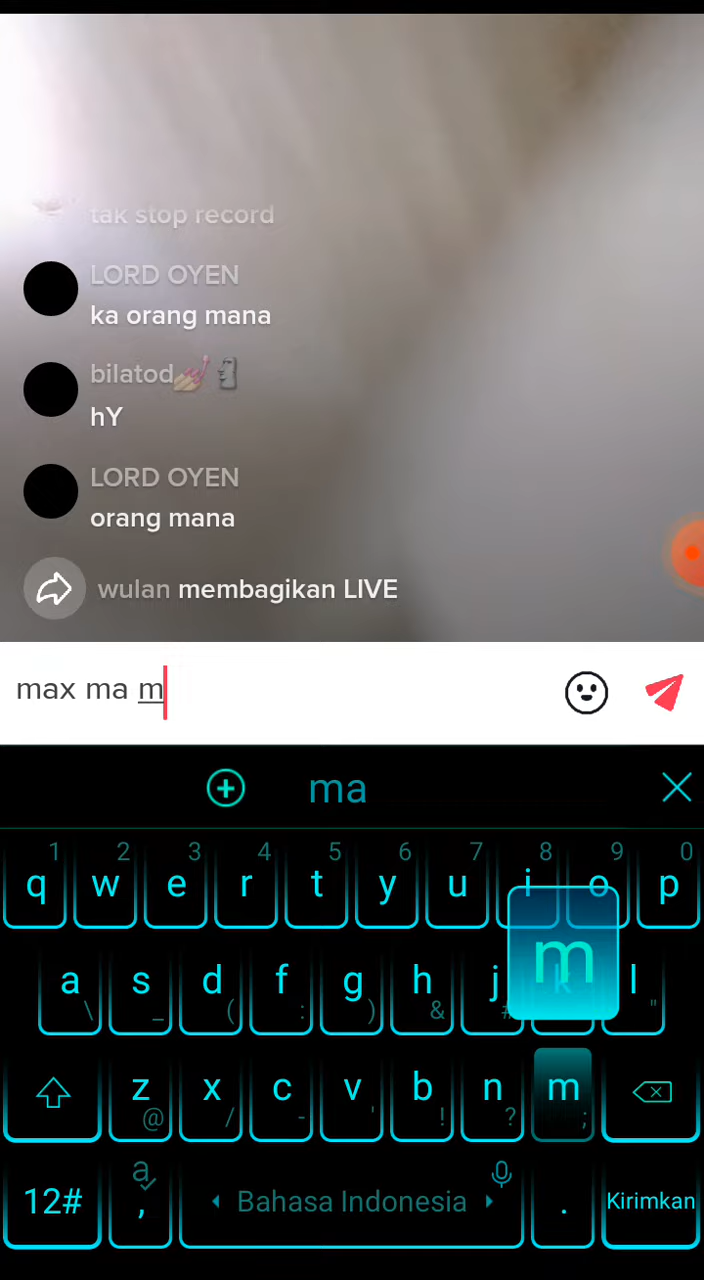 tak stop record
LORD OYEN
ka orang mana
bilatod💅🗿
hY
LORD OYEN
orang mana
wulan membagikan LIVE
max ma m
ma
1 2 3 4 5 6 7 8 9 0
q w e r t y u i o p
m
a s d f g h j k l
\ _ ( : ) & # "
z x c v b n m
@ / - ' ! ? ;
a
12# , Bahasa Indonesia . Kirimkan